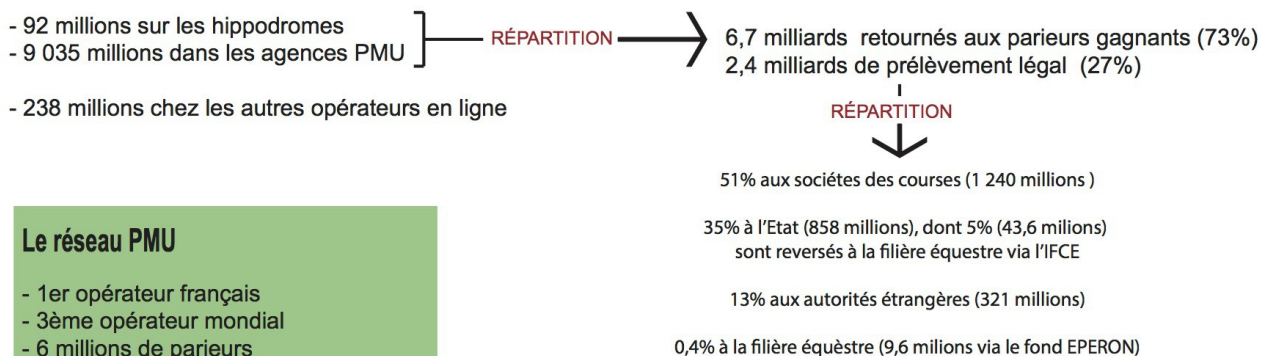 - 92 millions sur les hippodromes
- 9 035 millions dans les agences PMU
RÉPARTITION
6,7 milliards retournés aux parieurs gagnants (73%)
2,4 milliards de prélèvement légal (27%)
- 238 millions chez les autres opérateurs en ligne
RÉPARTITION
51% aux sociétes des courses (1 240 millions )
35% à l'Etat (858 millions), dont 5% (43,6 milions)
sont reversés à la filière équestre via l'IFCE
13% aux autorités étrangères (321 millions)
0,4% à la filière équèstre (9,6 milions via le fond EPERON)
Le réseau PMU
- 1er opérateur français
- 3ème opérateur mondial
- 6 millions de parieurs